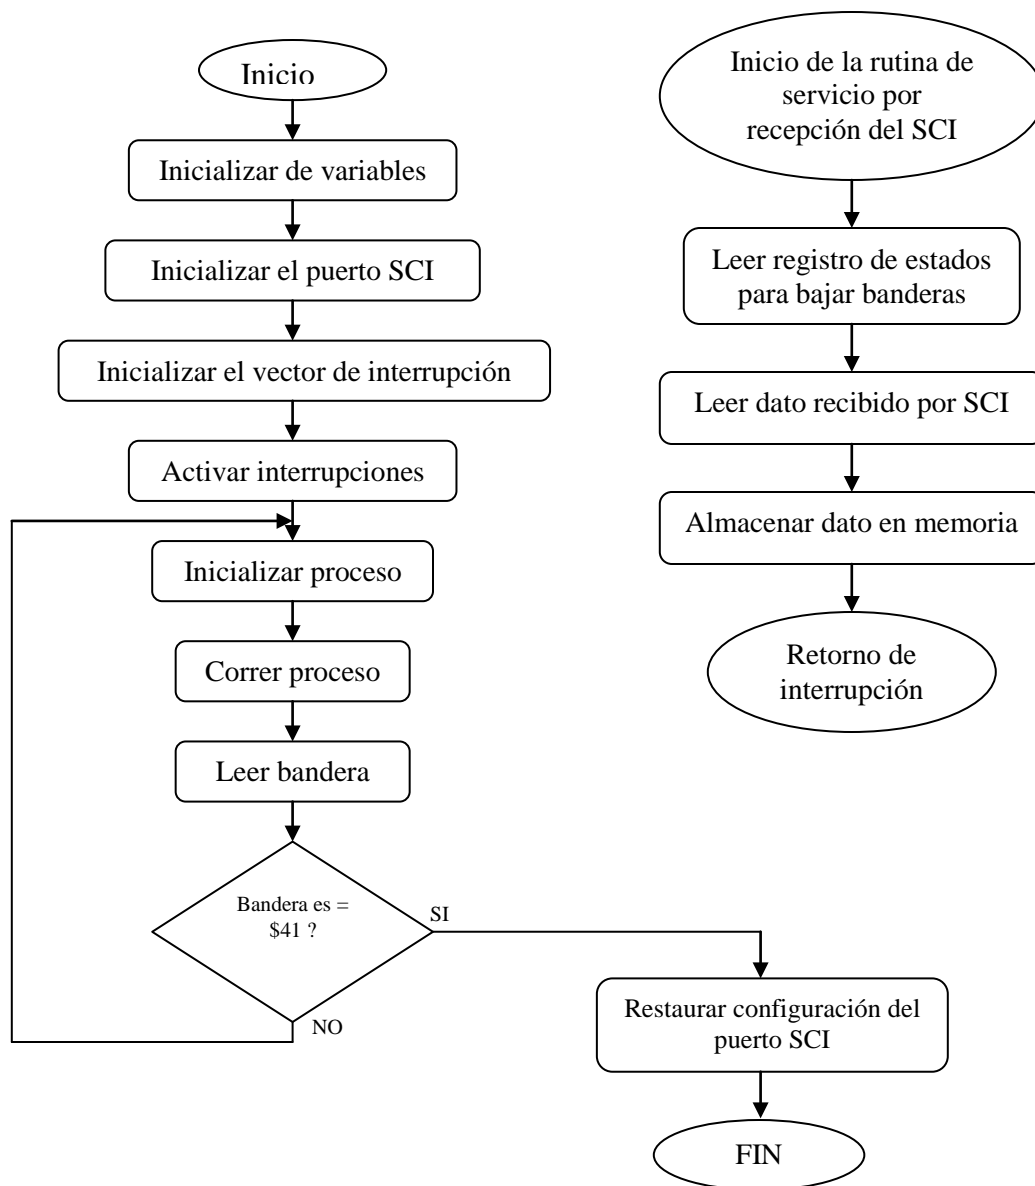 Inicio
Inicializar de variables
Inicializar el puerto SCI
Inicializar el vector de interrupción
Activar interrupciones
Inicializar proceso
Correr proceso
Leer bandera
Bandera es =
$41 ?
SI
NO
Restaurar configuración del
puerto SCI
FIN
Inicio de la rutina de
servicio por
recepción del SCI
Leer registro de estados
para bajar banderas
Leer dato recibido por SCI
Almacenar dato en memoria
Retorno de
interrupción